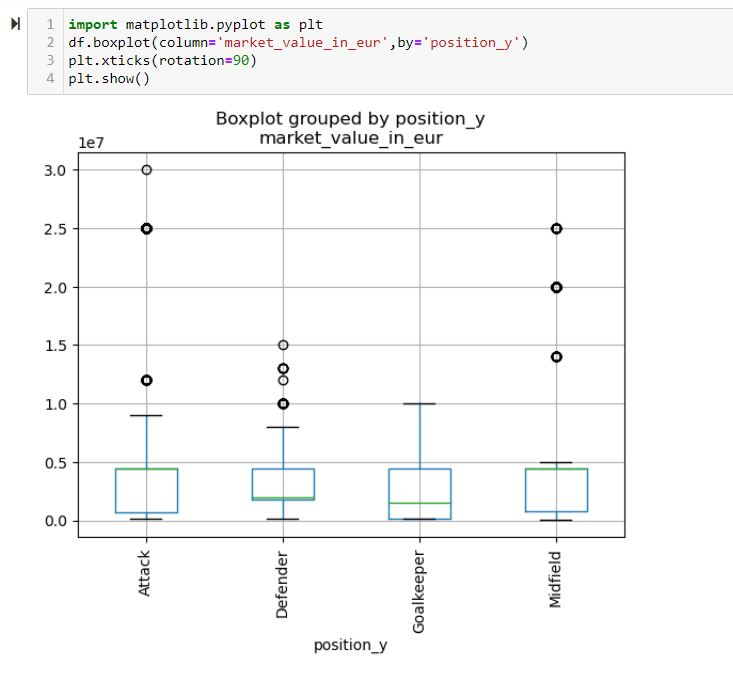 1 import matplotlib.pyplot as plt
2 df.boxplot(column='market_value_in_eur',by='position_y')
3 plt.xticks(rotation=90)
4 plt.show()
Boxplot grouped by position_y
market_value_in_eur
1e7
3.0
2.5
2.0
1.5
1.0
0.5
0.0
Attack
Defender
Goalkeeper
Midfield
position_y